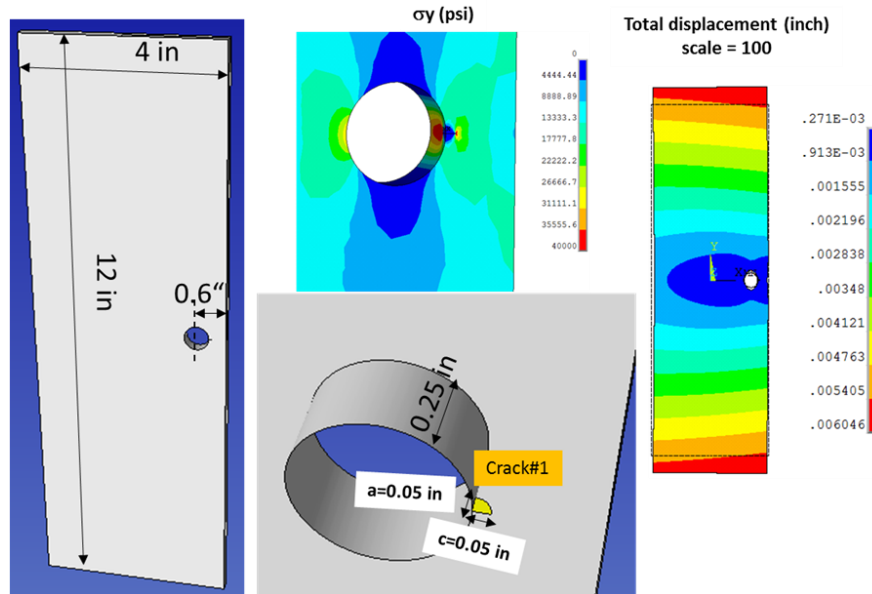 4 in
12 in
0.6“
σy (psi)
0
4444.44
8888.89
13333.3
17777.8
22222.2
26666.7
31111.1
35555.6
40000
0.25 in
Crack#1
a=0.05 in
c=0.05 in
Total displacement (inch)
scale = 100
.271E-03
.913E-03
.001555
.002196
.002838
.00348
.004121
.004763
.005405
.006046
Y
X